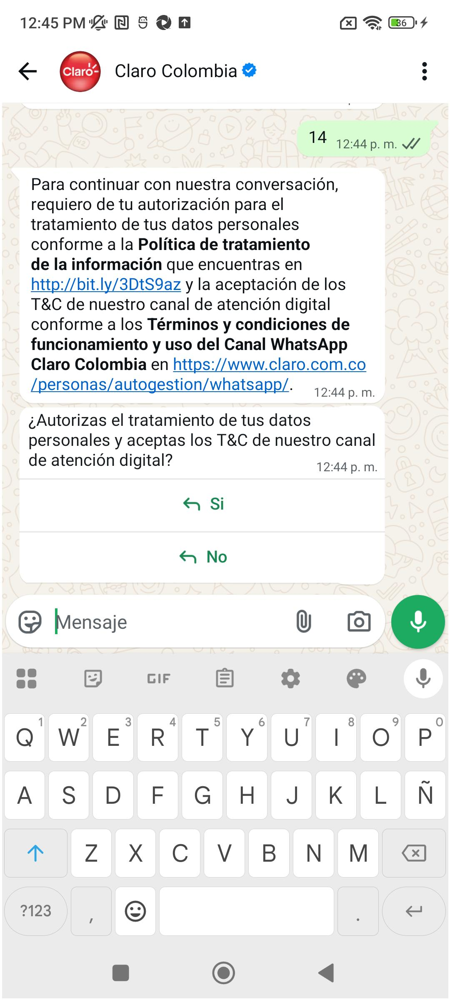 12:45 PM
36
Claro-
Claro Colombia
14 12:44 p. m.
Para continuar con nuestra conversación,
requiero de tu autorización para el
tratamiento de tus datos personales
conforme a la Política de tratamiento
de la información que encuentras en
http://bit.ly/3DtS9az y la aceptación de los
T&C de nuestro canal de atención digital
conforme a los Términos y condiciones de
funcionamiento y uso del Canal WhatsApp
Claro Colombia en https://www.claro.com.co
/personas/autogestion/whatsapp/.
12:44 p. m.
¿Autorizas el tratamiento de tus datos
personales y aceptas los T&C de nuestro canal
de atención digital?
12:44 p. m.
Si
No
Mensaje
GIF
1 2 3 4 5 6 7 8 9 0
Q W E R T Y U I O P
A S D F G H J K L Ñ
Z X C V B N M
?123 , .